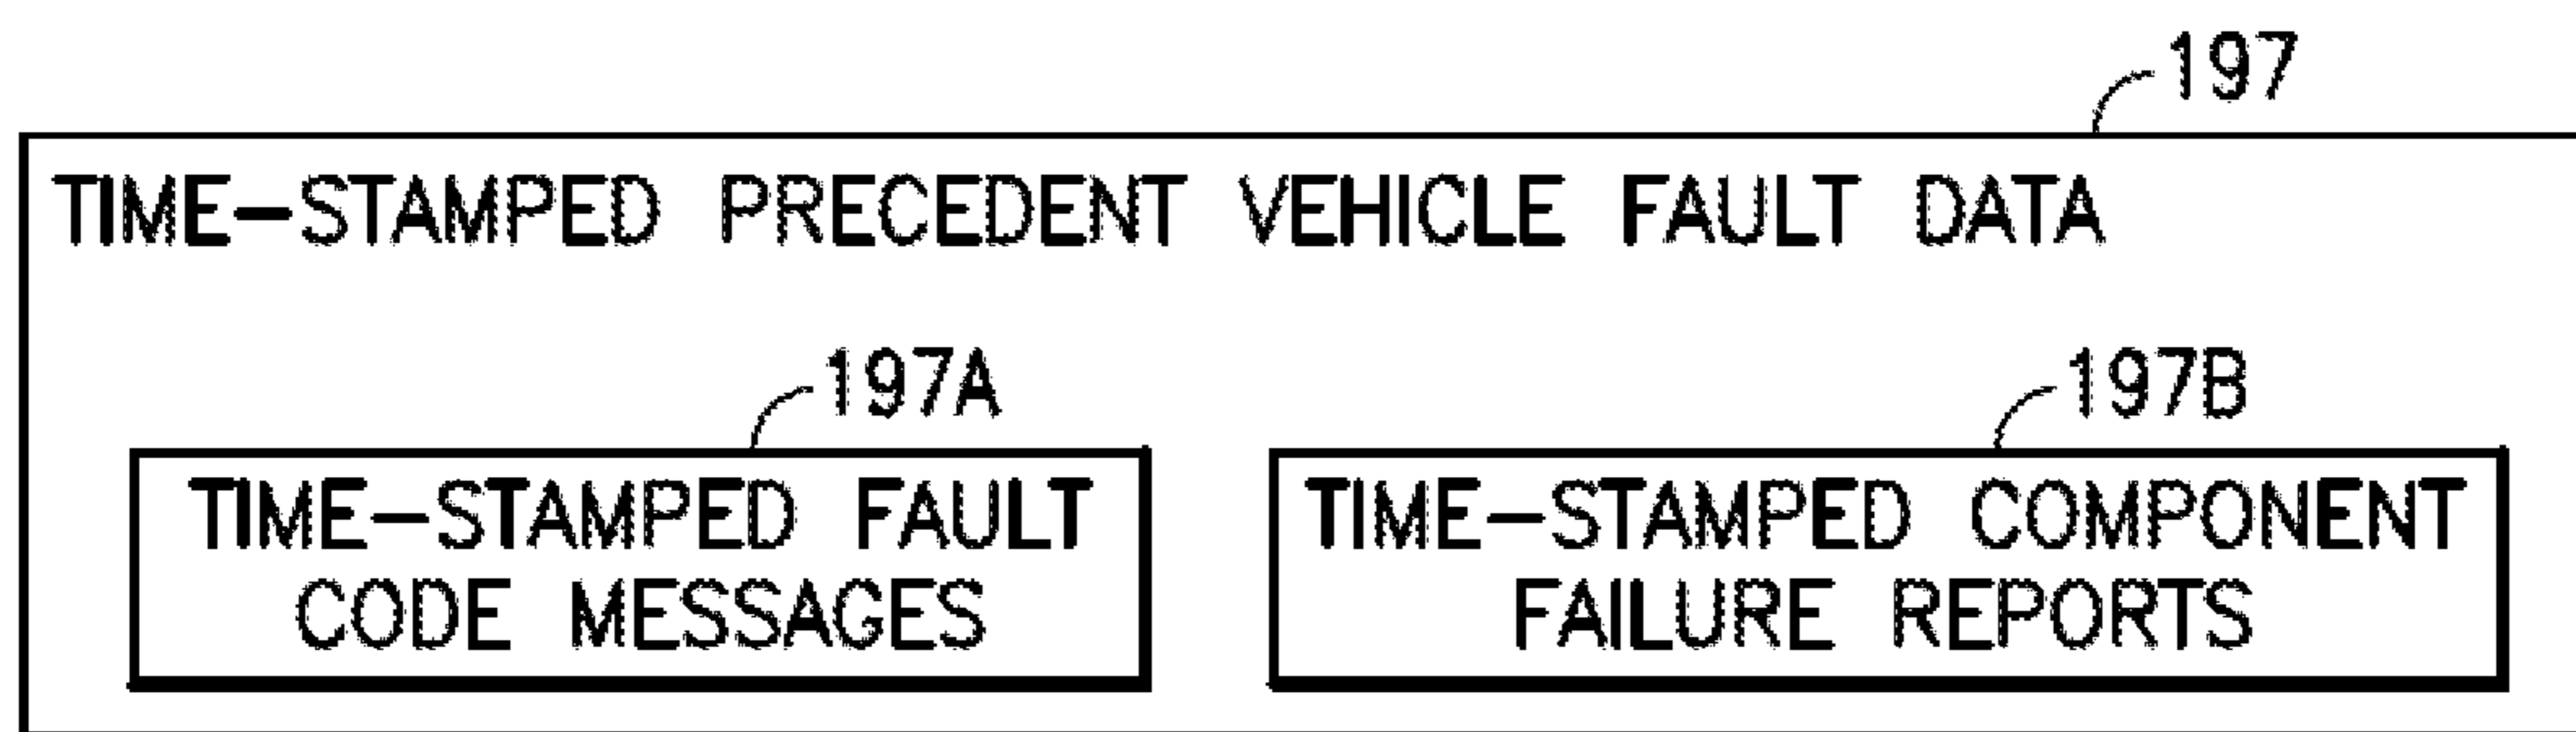 197
TIME-STAMPED PRECEDENT VEHICLE FAULT DATA
197A
197B
TIME-STAMPED FAULT
CODE MESSAGES
TIME-STAMPED COMPONENT
FAILURE REPORTS